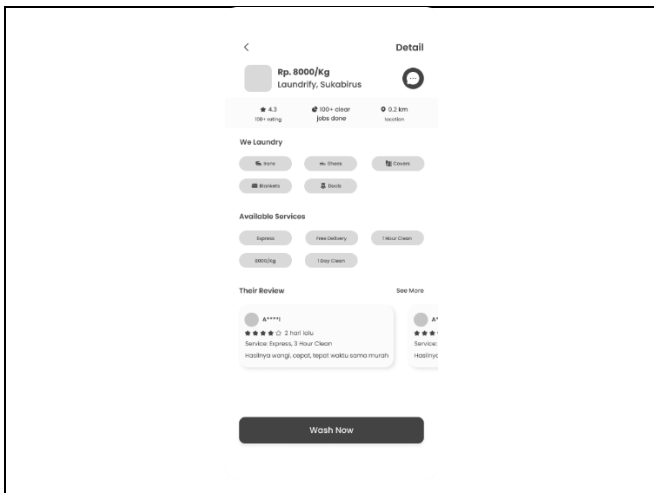 Detail
Rp. 8000/Kg
Laundrify, Sukabirus
4.3
100+ rating
100+ clear
jobs done
0.2 km
location
We Laundry
Irons
Shoes
Covers
Blankets
Available Services
Express
Free Delivery
1 Hour Clean
8000/Kg
1 Day Clean
Their Review
See More
A****i
2 hari lalu
Service: Express, 3 Hour Clean
Hasilnya wangi, cepat, tepat waktu sama murah
A*
Service:
Hasilnya
Wash Now